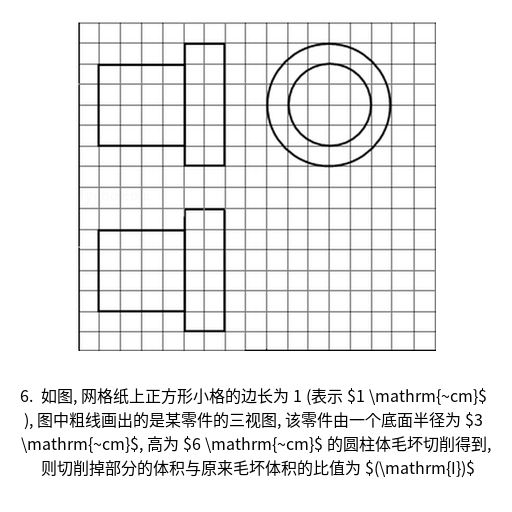 6.  如图, 网格纸上正方形小格的边长为 1 (表示 $1 \mathrm{~cm}$
), 图中粗线画出的是某零件的三视图, 该零件由一个底面半径为 $3
\mathrm{~cm}$, 高为 $6 \mathrm{~cm}$ 的圆柱体毛坯切削得到,
则切削掉部分的体积与原来毛坯体积的比值为 $(\mathrm{l})$